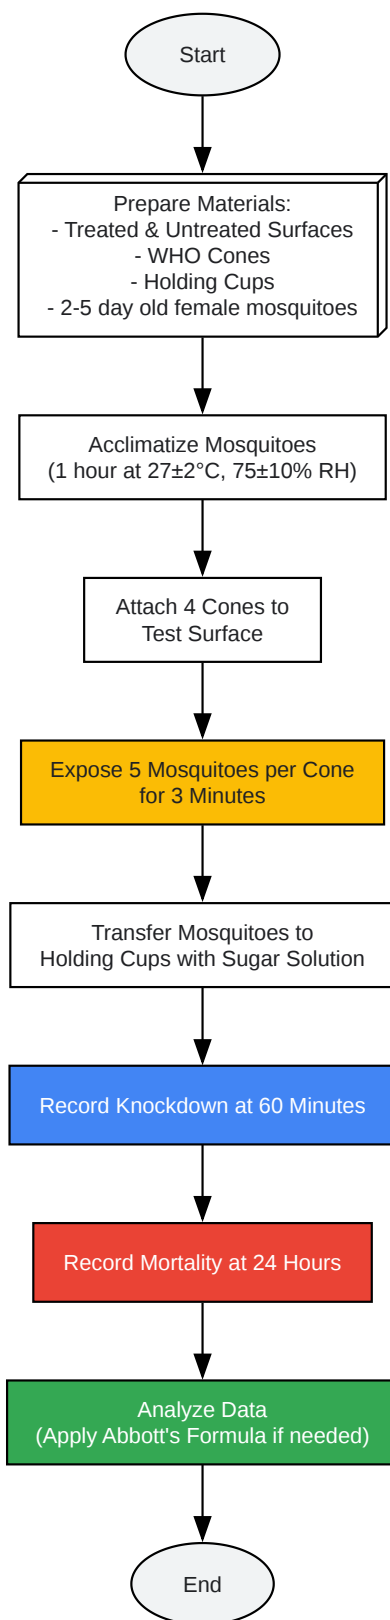 Start
Prepare Materials:
- Treated & Untreated Surfaces
- WHO Cones
- Holding Cups
- 2-5 day old female mosquitoes
Acclimatize Mosquitoes
(1 hour at 27±2°C, 75±10% RH)
Attach 4 Cones to
Test Surface
Expose 5 Mosquitoes per Cone
for 3 Minutes
Transfer Mosquitoes to
Holding Cups with Sugar Solution
Record Knockdown at 60 Minutes
Record Mortality at 24 Hours
Analyze Data
(Apply Abbott's Formula if needed)
End